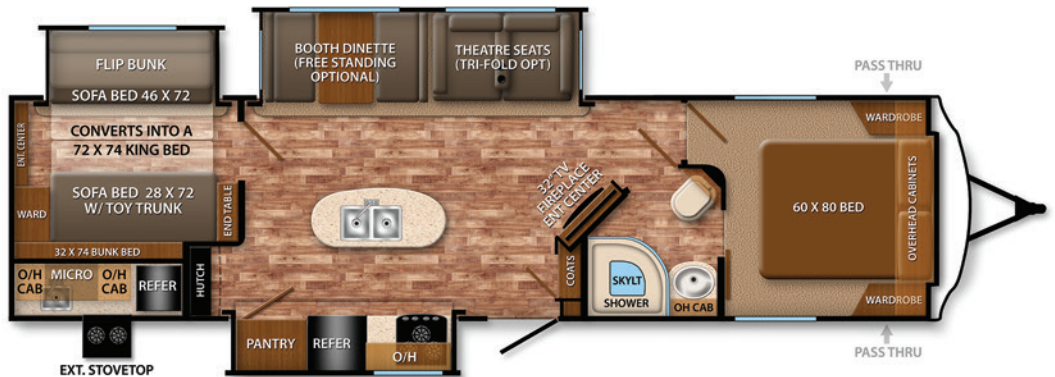 FLIP BUNK
SOFA BED 46 X 72
CONVERTS INTO A
72 X 74 KING BED
ENT. CENTER
SOFA BED 28 X 72
W/ TOY TRUNK
WARD
END TABLE
32 X 74 BUNK BED
O/H
CAB
MICRO
O/H
CAB
REFER
HUTCH
EXT. STOVETOP
BOOTH DINETTE
(FREE STANDING
OPTIONAL)
THEATRE SEATS
(TRI-FOLD OPT)
32" TV
FIREPLACE
ENT CENTER
COATS
SKYLT
SHOWER
OH CAB
PANTRY
REFER
O/H
PASS THRU
WARDROBE
60 X 80 BED
OVERHEAD CABINETS
WARDROBE
PASS THRU